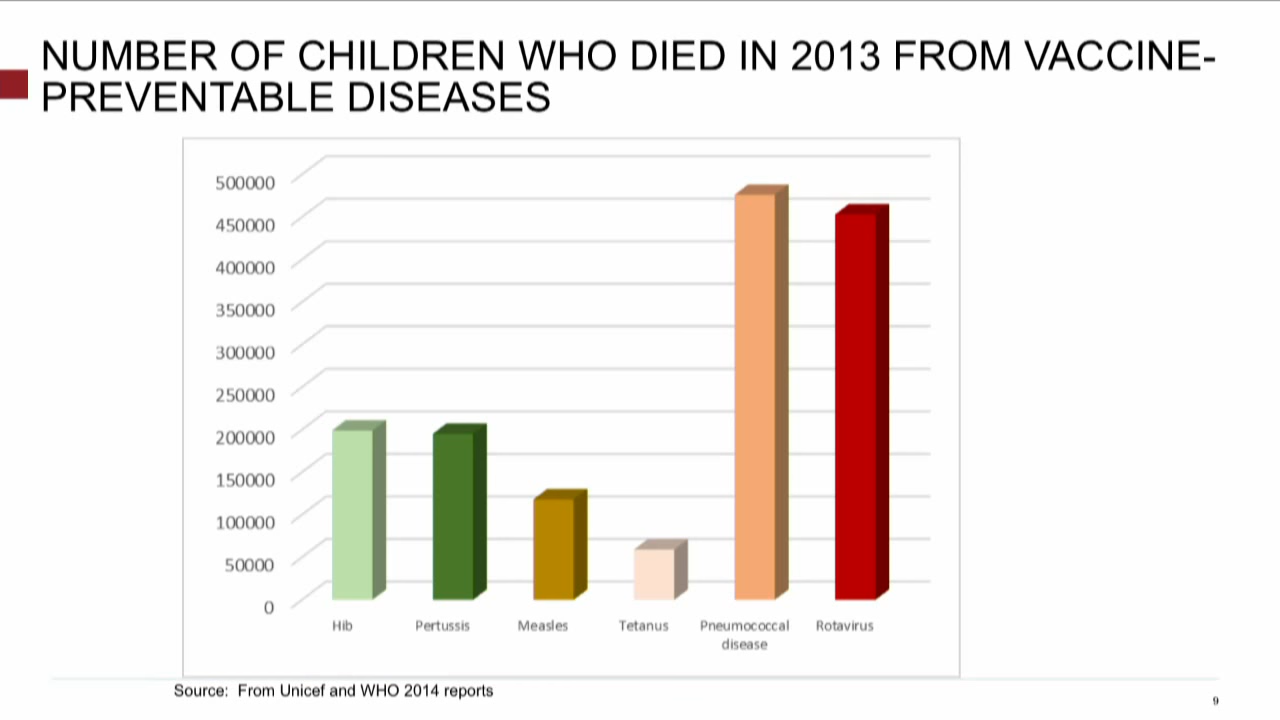 NUMBER OF CHILDREN WHO DIED IN 2013 FROM VACCINE-
PREVENTABLE DISEASES
500000
450000
400000
350000
300000
250000
200000
150000
100000
50000
0
Hib
Pertussis
Measles
Tetanus
Pneumococcal
disease
Rotavirus
Source:  From Unicef and WHO 2014 reports
9